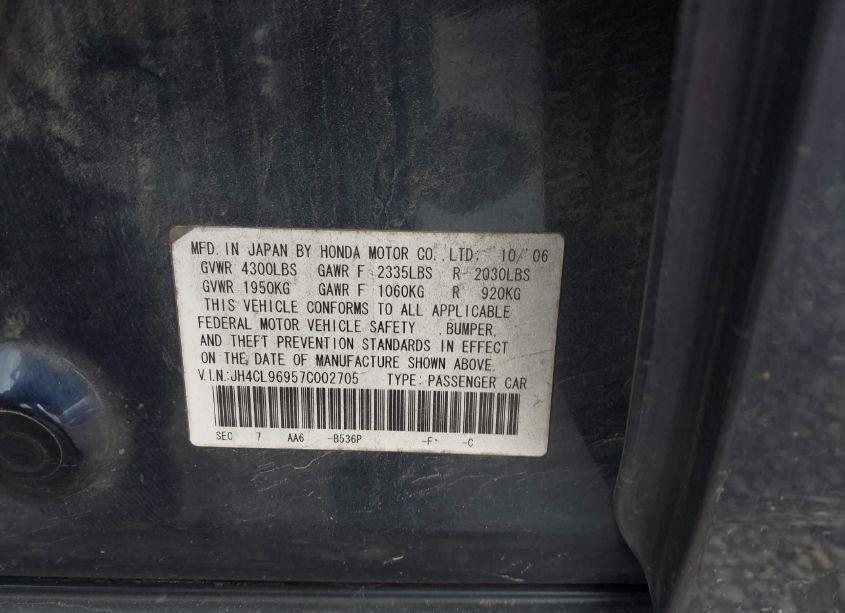 MFD. IN JAPAN BY HONDA MOTOR CO.,LTD; 10/'06
GVWR 4300LBS GAWR F 2335LBS R 2030LBS
GVWR 1950KG GAWR F 1060KG R 920KG
THIS VEHICLE CONFORMS TO ALL APPLICABLE
FEDERAL MOTOR VEHICLE SAFETY ,BUMPER,
AND THEFT PREVENTION STANDARDS IN EFFECT
ON THE DATE OF MANUFACTURE SHOWN ABOVE.
V.I.N.:JH4CL96957C002705 TYPE: PASSENGER CAR
SEC 7 AA6 -B536P -F- -C